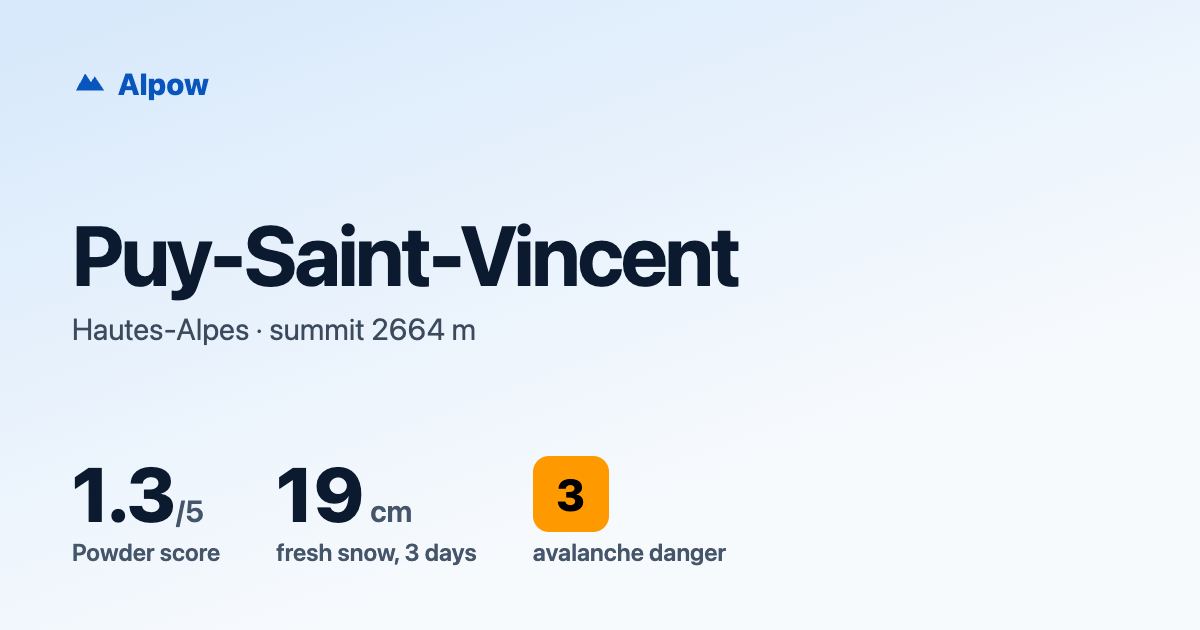 Alpow
Puy-Saint-Vincent
Hautes-Alpes · summit 2664 m
1.3/5
Powder score
19 cm
fresh snow, 3 days
3
avalanche danger